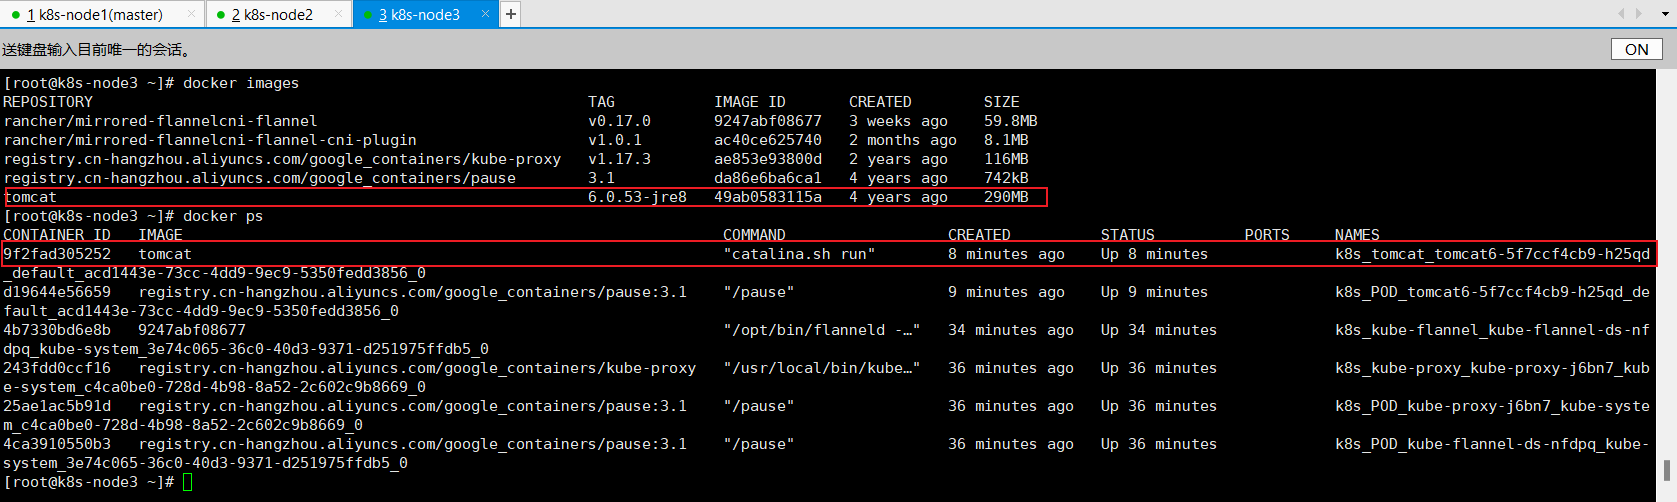 1 k8s-node1(master) × 2 k8s-node2 × 3 k8s-node3 × +
送键盘输入目前唯一的会话。 ON
[root@k8s-node3 ~]# docker images
REPOSITORY TAG IMAGE ID CREATED SIZE
rancher/mirrored-flannelcni-flannel v0.17.0 9247abf08677 3 weeks ago 59.8MB
rancher/mirrored-flannelcni-flannel-cni-plugin v1.0.1 ac40ce625740 2 months ago 8.1MB
registry.cn-hangzhou.aliyuncs.com/google_containers/kube-proxy v1.17.3 ae853e93800d 2 years ago 116MB
registry.cn-hangzhou.aliyuncs.com/google_containers/pause 3.1 da86e6ba6ca1 4 years ago 742kB
tomcat 6.0.53-jre8 49ab0583115a 4 years ago 290MB
[root@k8s-node3 ~]# docker ps
CONTAINER ID IMAGE COMMAND CREATED STATUS PORTS NAMES
9f2fad305252 tomcat "catalina.sh run" 8 minutes ago Up 8 minutes k8s_tomcat_tomcat6-5f7ccf4cb9-h25qd
_default_acd1443e-73cc-4dd9-9ec9-5350fedd3856_0
d19644e56659 registry.cn-hangzhou.aliyuncs.com/google_containers/pause:3.1 "/pause" 9 minutes ago Up 9 minutes k8s_POD_tomcat6-5f7ccf4cb9-h25qd_de
fault_acd1443e-73cc-4dd9-9ec9-5350fedd3856_0
4b7330bd6e8b 9247abf08677 "/opt/bin/flanneld -…" 34 minutes ago Up 34 minutes k8s_kube-flannel_kube-flannel-ds-nf
dpq_kube-system_3e74c065-36c0-40d3-9371-d251975ffdb5_0
243fdd0ccf16 registry.cn-hangzhou.aliyuncs.com/google_containers/kube-proxy "/usr/local/bin/kube…" 36 minutes ago Up 36 minutes k8s_kube-proxy_kube-proxy-j6bn7_kub
e-system_c4ca0be0-728d-4b98-8a52-2c602c9b8669_0
25ae1ac5b91d registry.cn-hangzhou.aliyuncs.com/google_containers/pause:3.1 "/pause" 36 minutes ago Up 36 minutes k8s_POD_kube-proxy-j6bn7_kube-syste
m_c4ca0be0-728d-4b98-8a52-2c602c9b8669_0
4ca3910550b3 registry.cn-hangzhou.aliyuncs.com/google_containers/pause:3.1 "/pause" 36 minutes ago Up 36 minutes k8s_POD_kube-flannel-ds-nfdpq_kube-
system_3e74c065-36c0-40d3-9371-d251975ffdb5_0
[root@k8s-node3 ~]#